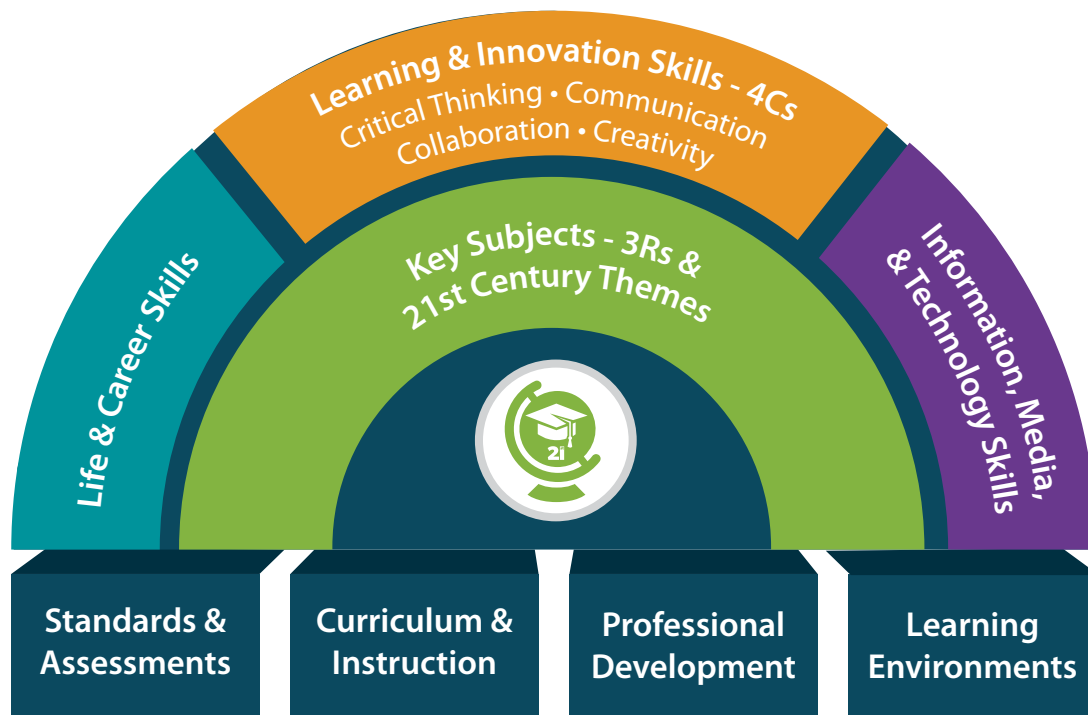 Learning & Innovation Skills - 4Cs
Critical Thinking • Communication
Collaboration • Creativity
Life & Career Skills
Key Subjects - 3Rs &
21st Century Themes
Information, Media,
& Technology Skills
Standards &
Assessments
Curriculum &
Instruction
Professional
Development
Learning
Environments